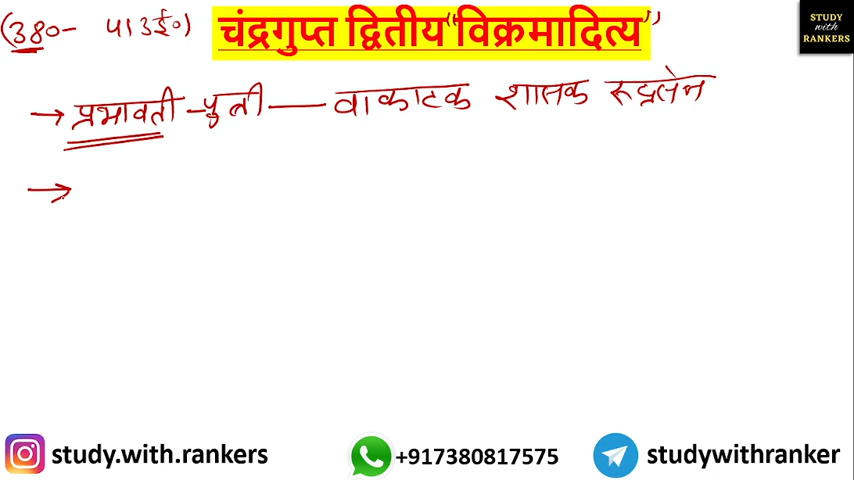 (380- 413ई०) चंद्रगुप्त द्वितीय "विक्रमादित्य"
STUDY
with
RANKERS
→ प्रभावती - पुत्री — वाकाटक शासक रूद्रसेन
→
study.with.rankers +917380817575 studywithranker